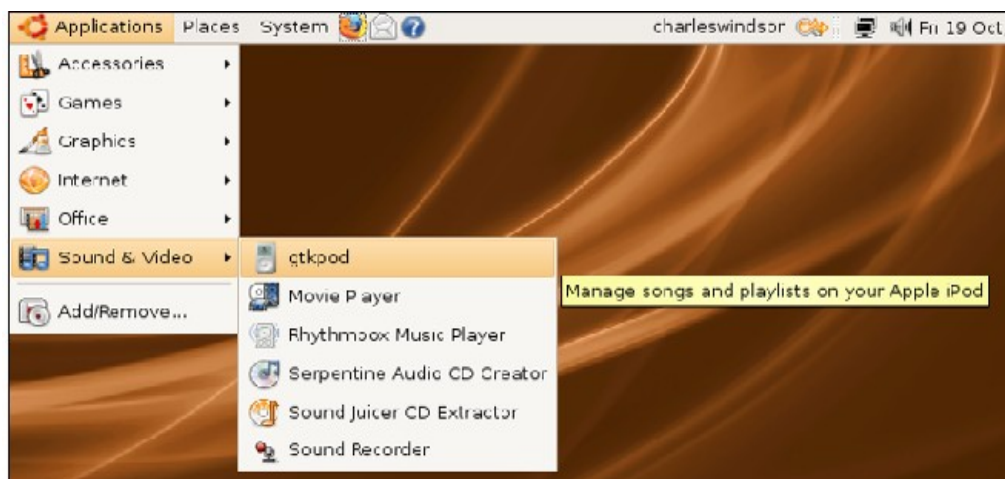 Applications Places System charleswindsor Fri 19 Oct
Accessories
Games
Graphics
Internet
Office
Sound & Video
Add/Remove...
gtkpod
Movie Player
Rhythmbox Music Player
Serpentine Audio CD Creator
Sound Juicer CD Extractor
Sound Recorder
Manage songs and playlists on your Apple iPod